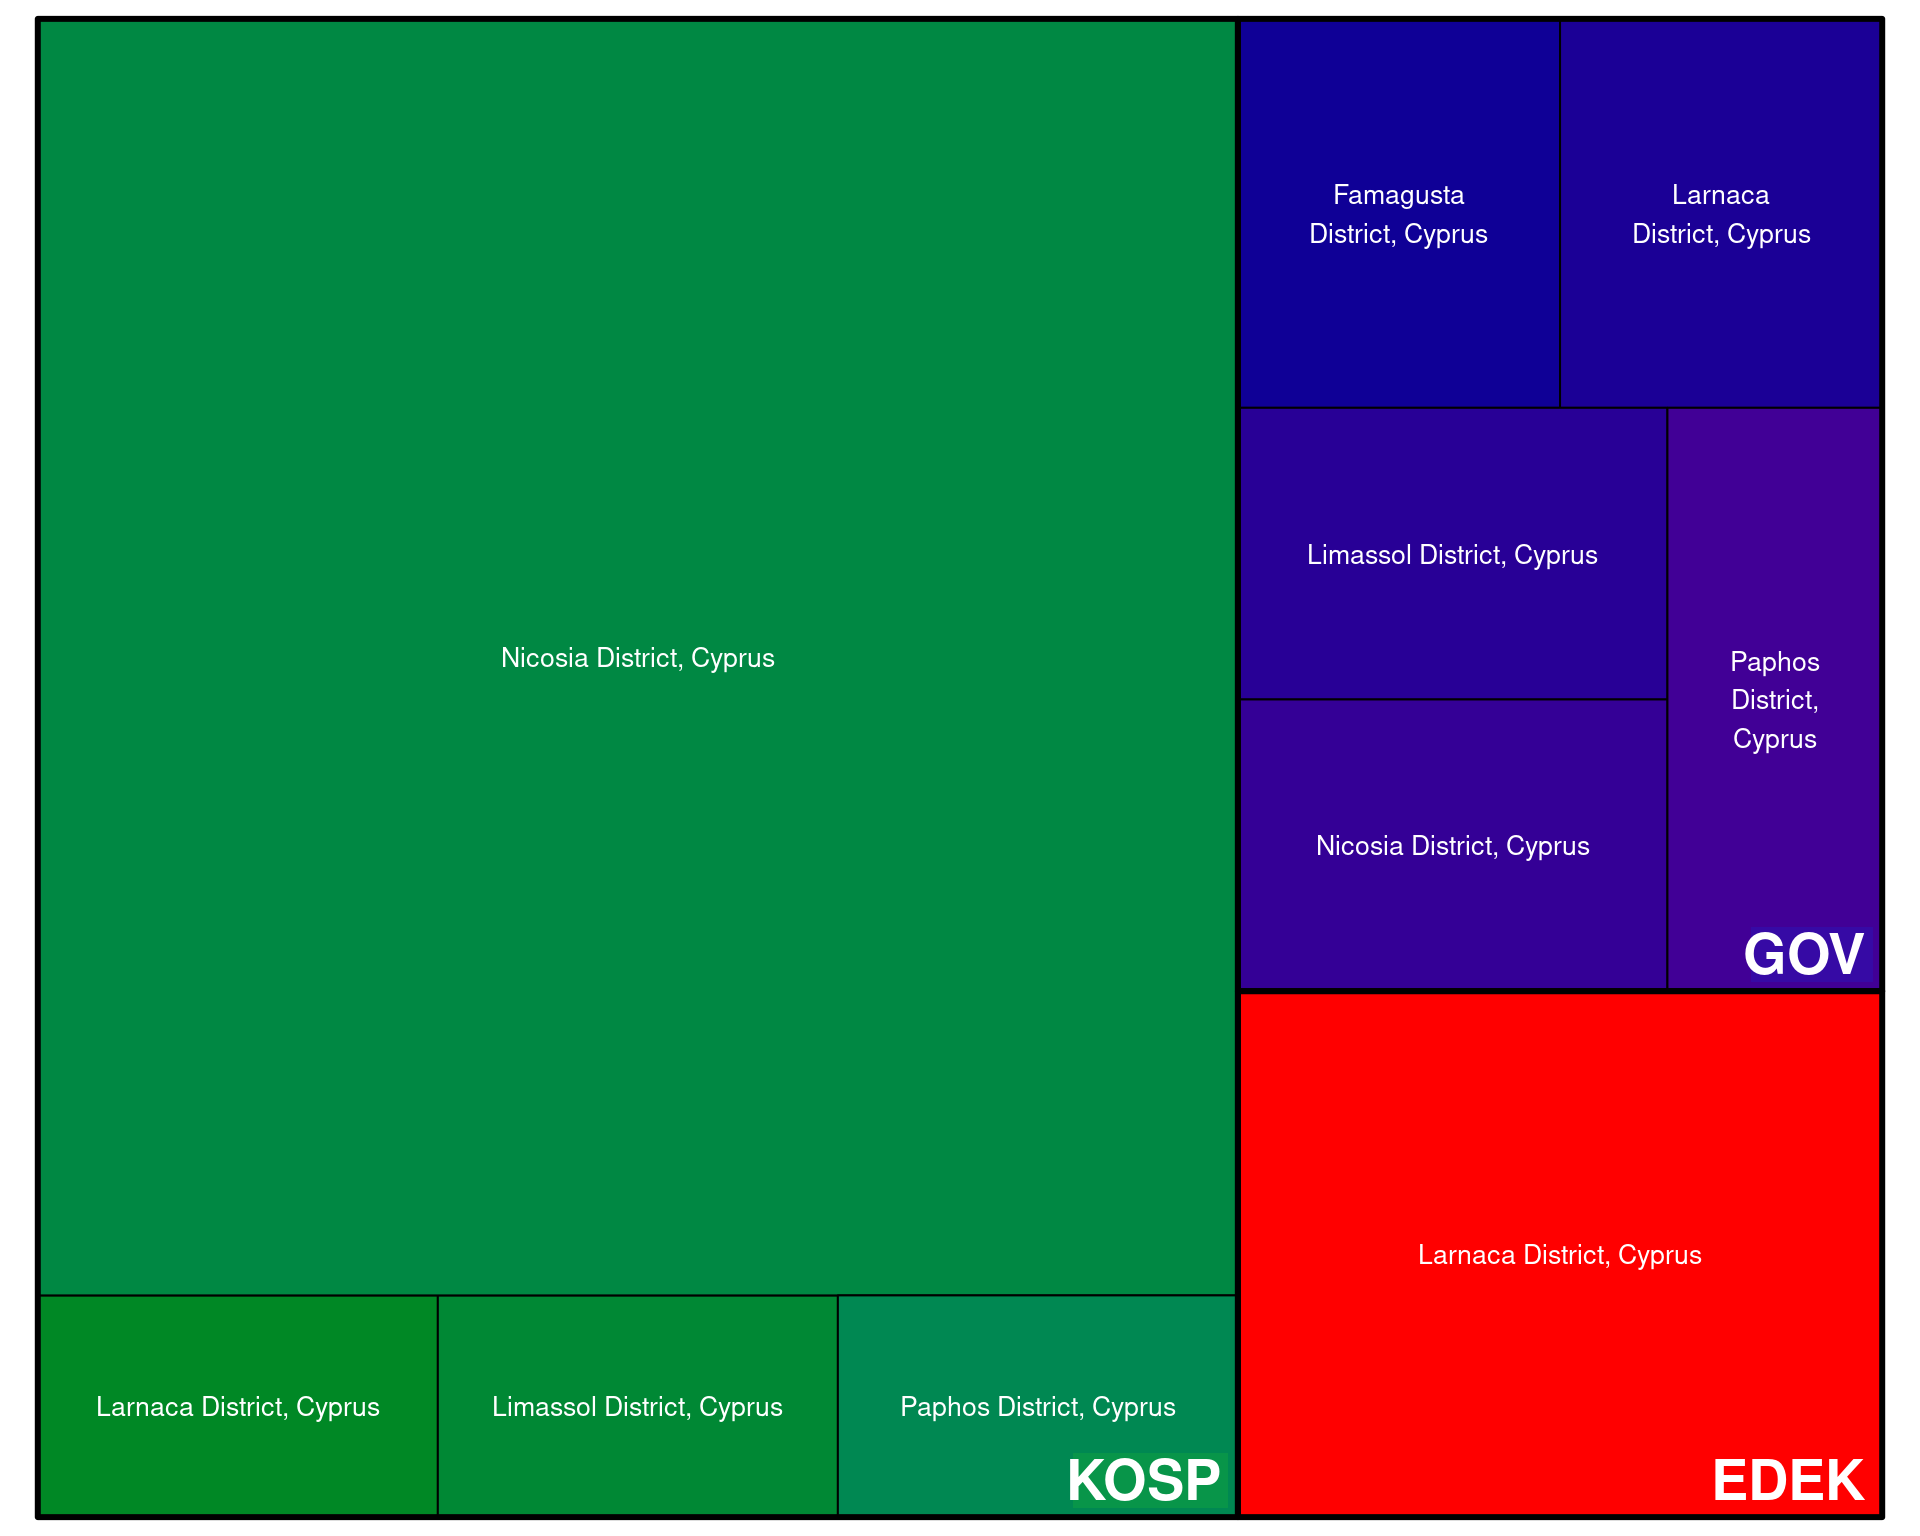 Nicosia District, Cyprus
Larnaca District, Cyprus
Limassol District, Cyprus
Paphos District, Cyprus
KOSP
Famagusta
District, Cyprus
Larnaca
District, Cyprus
Limassol District, Cyprus
Nicosia District, Cyprus
Paphos
District,
Cyprus
GOV
Larnaca District, Cyprus
EDEK